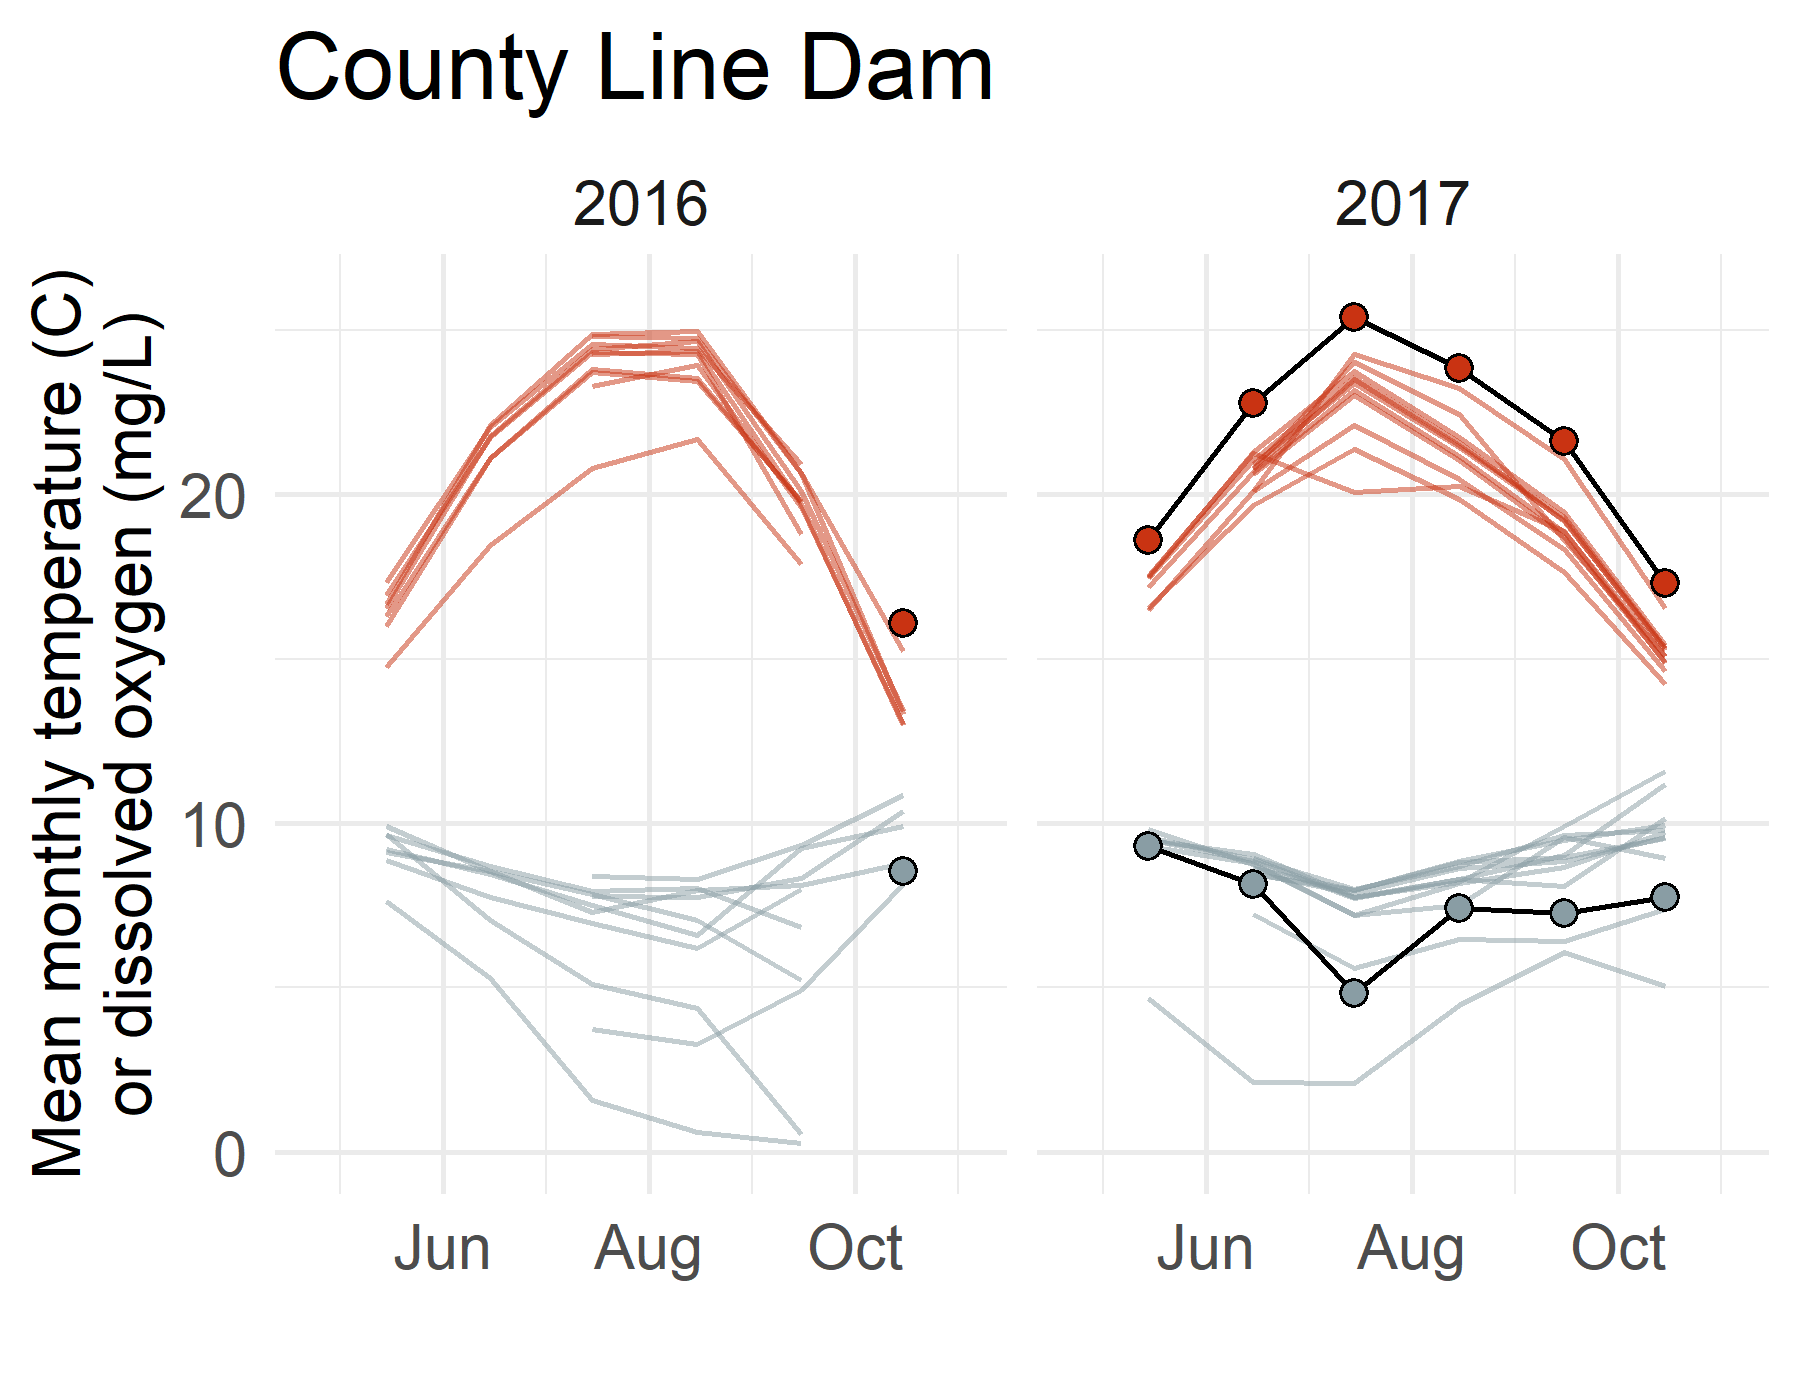 County Line Dam
2016
2017
Mean monthly temperature (C)
or dissolved oxygen (mg/L)
20
10
0
Jun
Aug
Oct
Jun
Aug
Oct